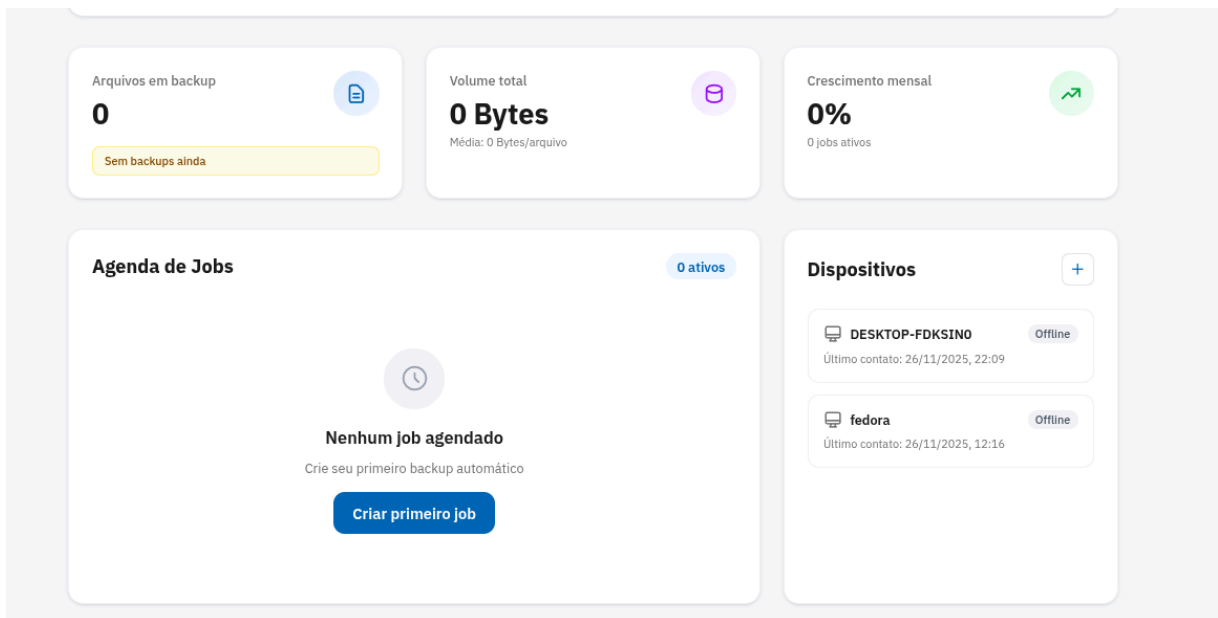 Arquivos em backup
0
Sem backups ainda
Volume total
0 Bytes
Média: 0 Bytes/arquivo
Crescimento mensal
0%
0 jobs ativos
Agenda de Jobs
0 ativos
Nenhum job agendado
Crie seu primeiro backup automático
Criar primeiro job
Dispositivos
+
DESKTOP-FDKSIN0
Offline
Último contato: 26/11/2025, 22:09
fedora
Offline
Último contato: 26/11/2025, 12:16